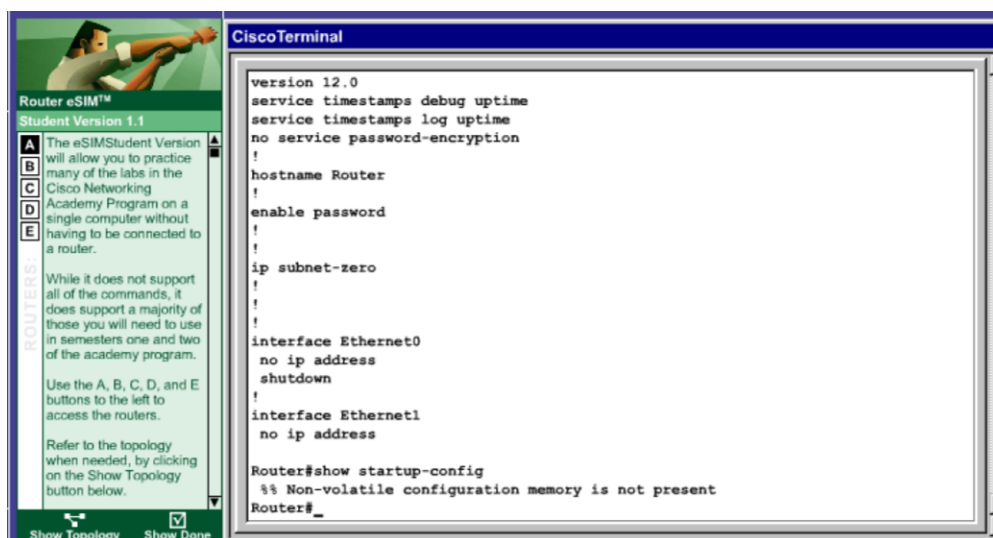 Router eSIM™
Student Version 1.1
A
B
C
D
E
ROUTERS:
The eSIMStudent Version
will allow you to practice
many of the labs in the
Cisco Networking
Academy Program on a
single computer without
having to be connected to
a router.
While it does not support
all of the commands, it
does support a majority of
those you will need to use
in semesters one and two
of the academy program.
Use the A, B, C, D, and E
buttons to the left to
access the routers.
Refer to the topology
when needed, by clicking
on the Show Topology
button below.
Show Topology
Show Done
CiscoTerminal
version 12.0
service timestamps debug uptime
service timestamps log uptime
no service password-encryption
!
hostname Router
!
enable password
!
!
ip subnet-zero
!
!
!
interface Ethernet0
no ip address
shutdown
!
interface Ethernet1
no ip address
Router#show startup-config
%% Non-volatile configuration memory is not present
Router#_